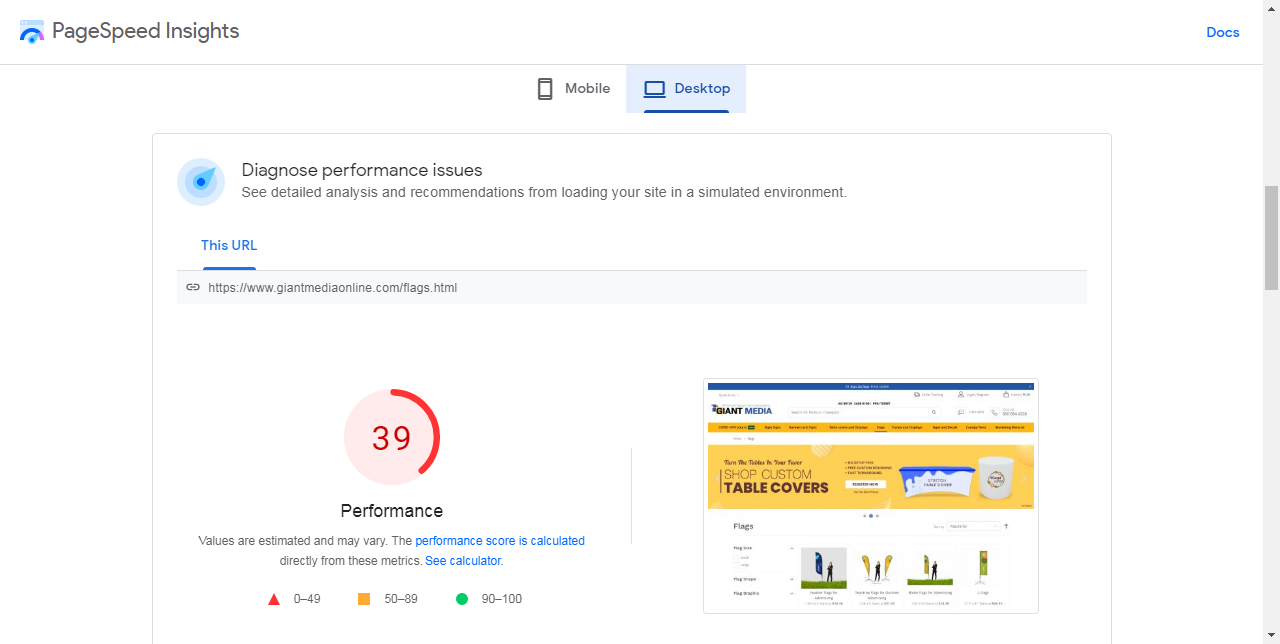 PageSpeed Insights
Docs
Mobile
Desktop
Diagnose performance issues
See detailed analysis and recommendations from loading your site in a simulated environment.
This URL
https://www.giantmediaonline.com/flags.html
39
Performance
Values are estimated and may vary. The performance score is calculated
directly from these metrics. See calculator.
0–49
50–89
90–100
GIANT MEDIA
Turn The Tables In Your Favor
SHOP CUSTOM
TABLE COVERS
STRETCH
TABLE COVER
Flags
Flag Size
Flag Shape
Flag Graphic